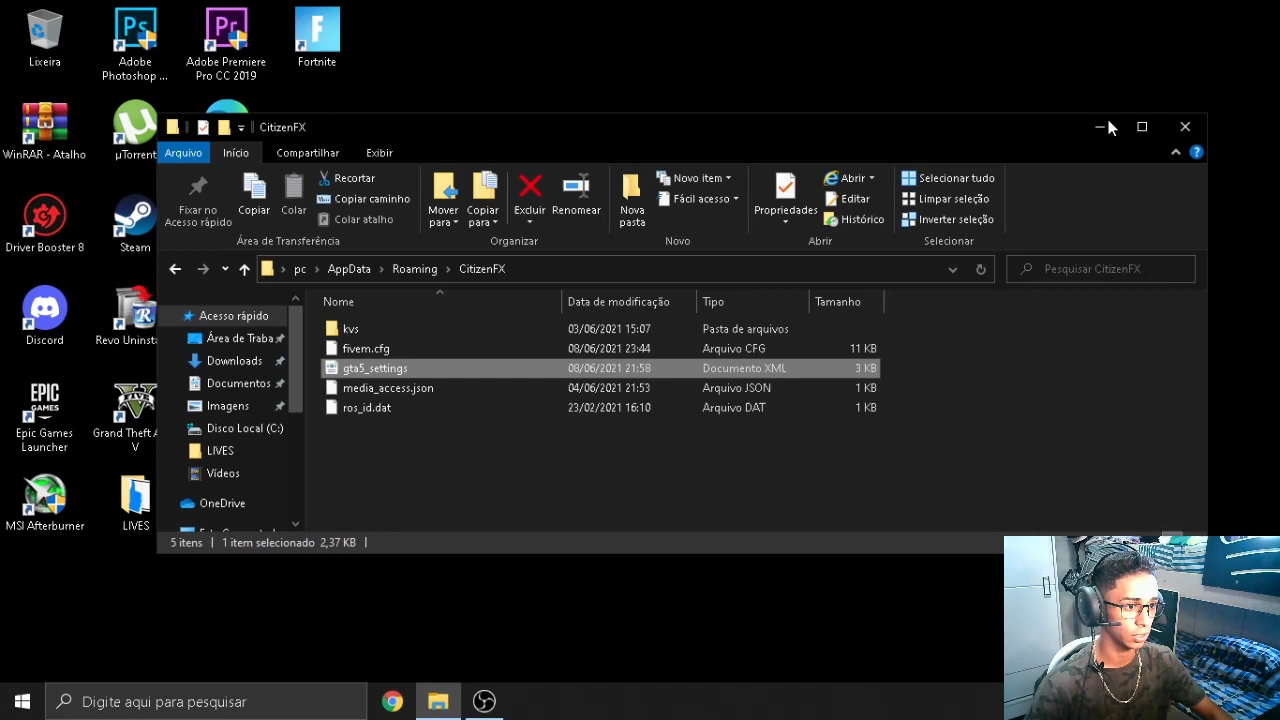 Lixeira
Adobe
Photoshop ...
Adobe Premiere
Pro CC 2019
Fortnite
WinRAR - Atalho
µTorrent
Driver Booster 8
Steam
Discord
Revo Uninsta
Epic Games
Launcher
Grand Theft A
V
MSI Afterburner
LIVES
CitizenFX
Arquivo
Início
Compartilhar
Exibir
Fixar no
Acesso rápido
Copiar
Colar
Recortar
Copiar caminho
Colar atalho
Área de Transferência
Mover
para
Copiar
para
Excluir
Renomear
Organizar
Nova
pasta
Novo item
Fácil acesso
Novo
Propriedades
Abrir
Editar
Histórico
Abrir
Selecionar tudo
Limpar seleção
Inverter seleção
Selecionar
pc > AppData > Roaming > CitizenFX
Pesquisar CitizenFX
Acesso rápido
Área de Traba
Downloads
Documentos
Imagens
Disco Local (C:)
LIVES
Vídeos
OneDrive
Nome Data de modificação Tipo Tamanho
kvs 03/06/2021 15:07 Pasta de arquivos
fivem.cfg 08/06/2021 23:44 Arquivo CFG 11 KB
gta5_settings 08/06/2021 21:58 Documento XML 3 KB
media_access.json 04/06/2021 21:53 Arquivo JSON 1 KB
ros_id.dat 23/02/2021 16:10 Arquivo DAT 1 KB
5 itens | 1 item selecionado 2,37 KB |
Digite aqui para pesquisar